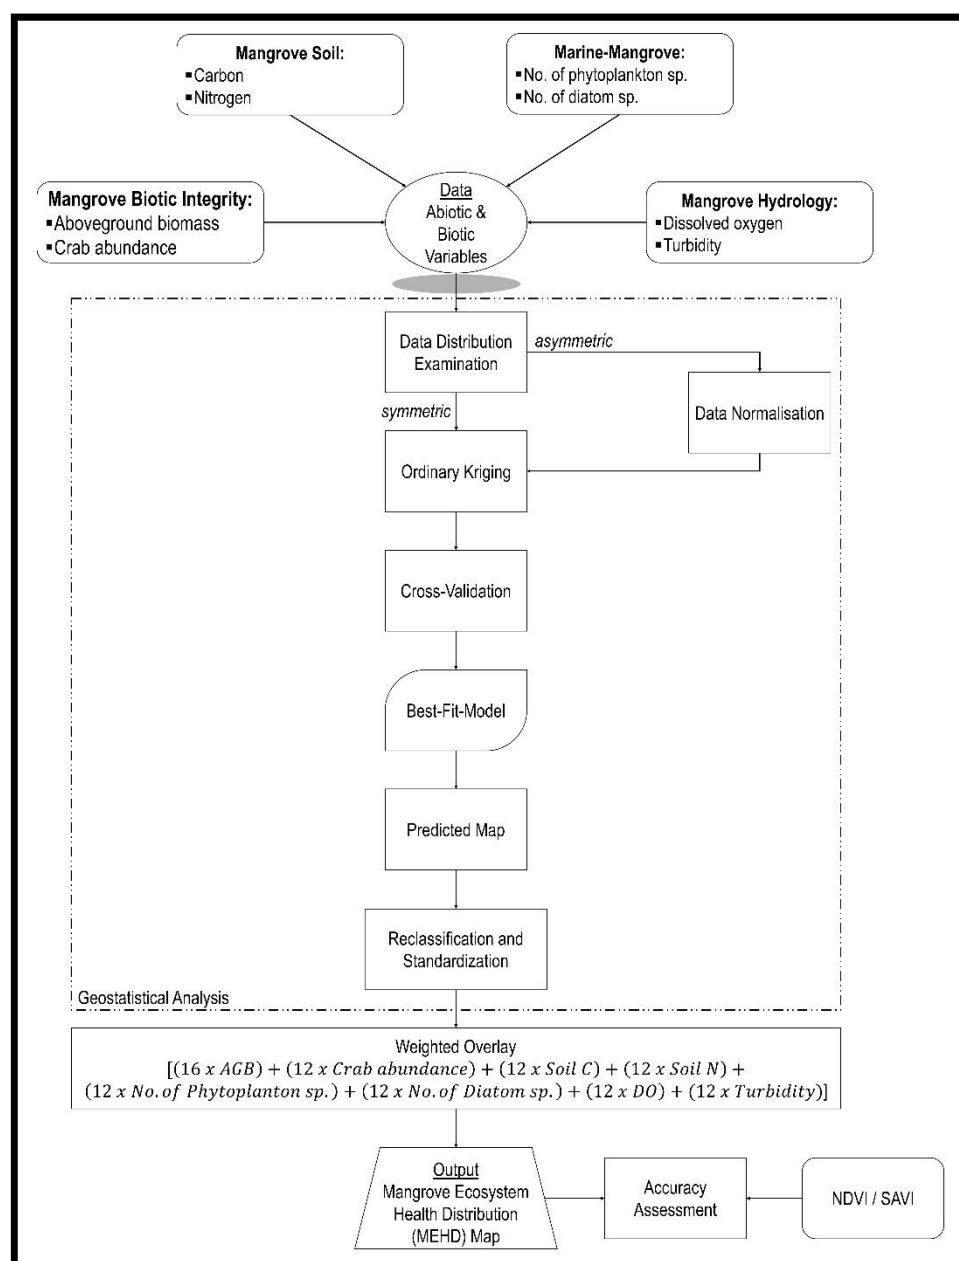 Mangrove Soil:
▪Carbon
▪Nitrogen
Marine-Mangrove:
▪No. of phytoplankton sp.
▪No. of diatom sp.
Mangrove Biotic Integrity:
▪Aboveground biomass
▪Crab abundance
Data
Abiotic &
Biotic
Variables
Mangrove Hydrology:
▪Dissolved oxygen
▪Turbidity
Data Distribution
Examination
asymmetric
Data Normalisation
symmetric
Ordinary Kriging
Cross-Validation
Best-Fit-Model
Predicted Map
Reclassification and
Standardization
Geostatistical Analysis
Weighted Overlay
[(16 x AGB) + (12 x Crab abundance) + (12 x Soil C) + (12 x Soil N) +
(12 x No. of Phytoplanton sp.) + (12 x No. of Diatom sp.) + (12 x DO) + (12 x Turbidity)]
Output
Mangrove Ecosystem
Health Distribution
(MEHD) Map
Accuracy
Assessment
NDVI / SAVI